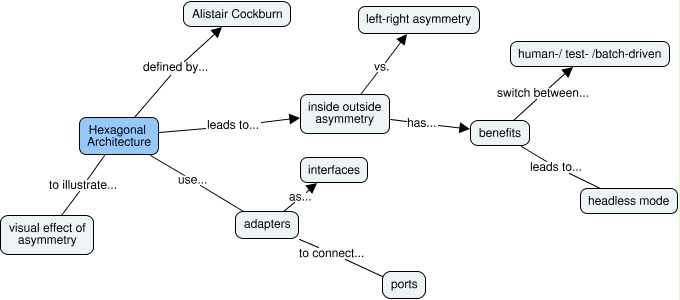 Alistair Cockburn
left-right asymmetry
human-/ test- /batch-driven
defined by...
vs.
switch between...
inside outside
asymmetry
leads to...
has...
benefits
Hexagonal
Architecture
leads to...
interfaces
to illustrate...
use...
as...
headless mode
visual effect of
asymmetry
adapters
to connect...
ports